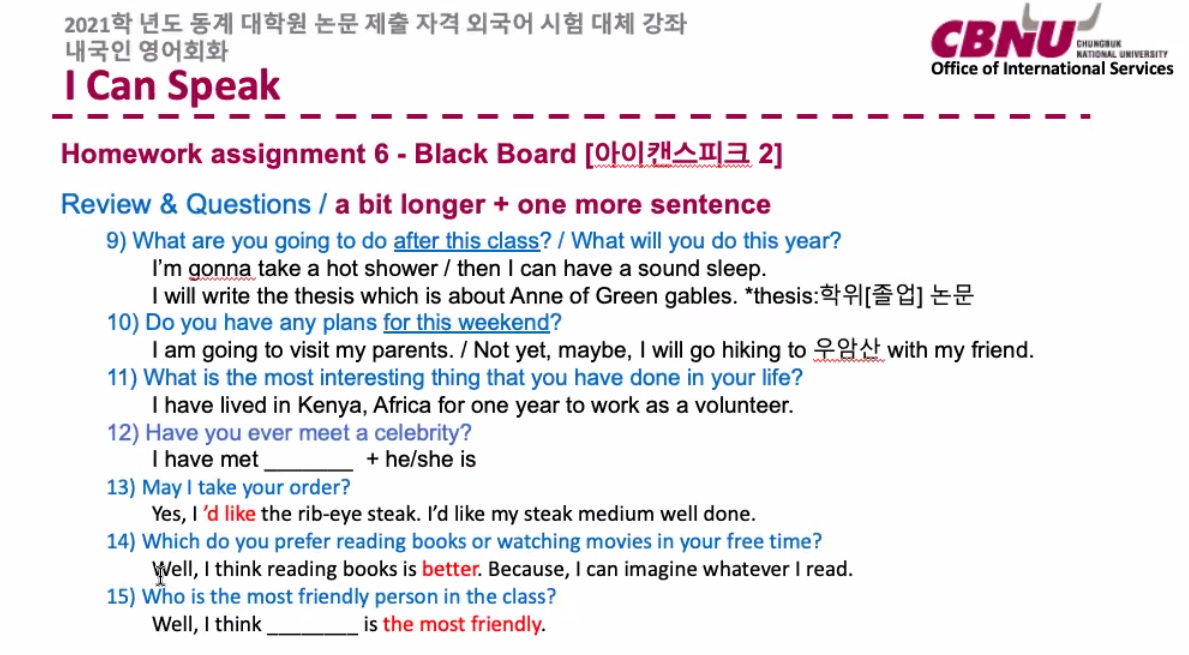 2021학 년도 동계 대학원 논문 제출 자격 외국어 시험 대체 강좌
내국인 영어회화
I Can Speak
CBNU
CHUNGBUK
NATIONAL UNIVERSITY
Office of International Services
Homework assignment 6 - Black Board [아이캔스피크 2]
Review & Questions / a bit longer + one more sentence
9) What are you going to do after this class? / What will you do this year?
I'm gonna take a hot shower / then I can have a sound sleep.
I will write the thesis which is about Anne of Green gables. *thesis:학위[졸업] 논문
10) Do you have any plans for this weekend?
I am going to visit my parents. / Not yet, maybe, I will go hiking to 우암산 with my friend.
11) What is the most interesting thing that you have done in your life?
I have lived in Kenya, Africa for one year to work as a volunteer.
12) Have you ever meet a celebrity?
I have met _______ + he/she is
13) May I take your order?
Yes, I 'd like the rib-eye steak. I'd like my steak medium well done.
14) Which do you prefer reading books or watching movies in your free time?
Well, I think reading books is better. Because, I can imagine whatever I read.
15) Who is the most friendly person in the class?
Well, I think ________ is the most friendly.